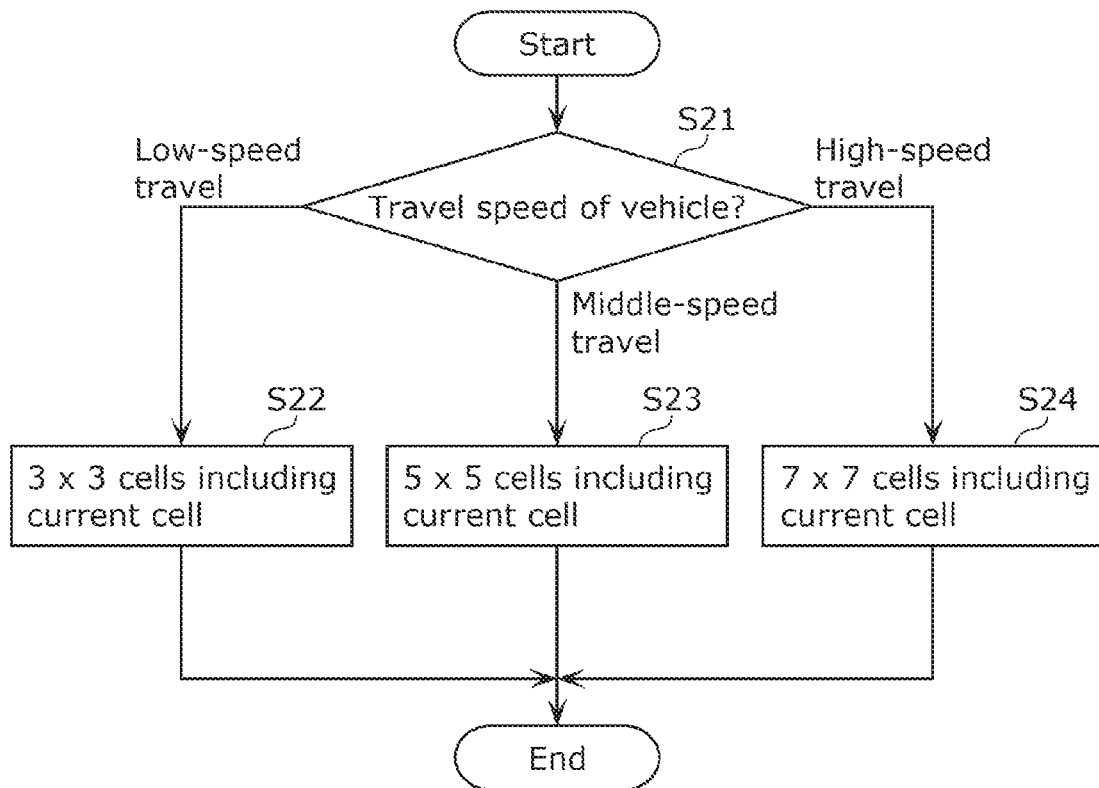 Start
S21
Low-speed
travel
High-speed
travel
Travel speed of vehicle?
Middle-speed
travel
S22
S23
S24
3 x 3 cells including
current cell
5 x 5 cells including
current cell
7 x 7 cells including
current cell
End